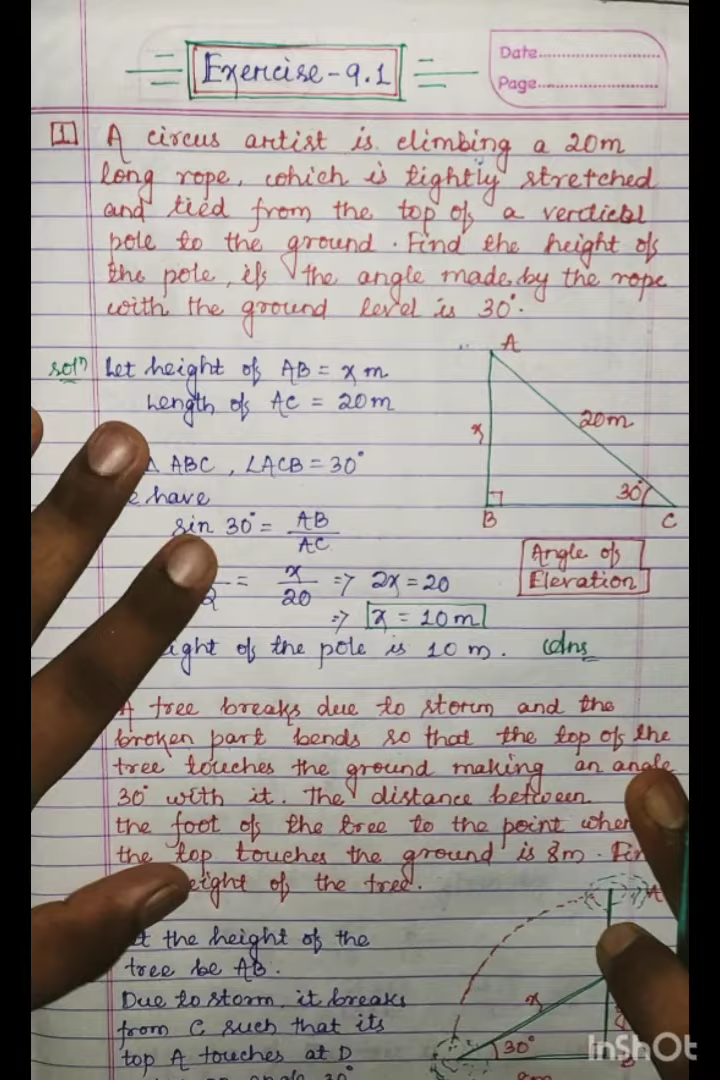 Exercise-9.1
Date
Page
1 A circus artist is climbing a 20m
long rope, which is tightly stretched
and tied from the top of a vertical
pole to the ground. Find the height of
the pole, if the angle made by the rope
with the ground level is 30°.
Solⁿ Let height of AB = x m
Length of AC = 20m
A
20m
x
30°
B
C
ABC, ∠ACB = 30°
have
sin 30° = AB/AC
2 = x/20 => 2x = 20
=> x = 10m
Angle of
Elevation
of the pole is 10 m. Ans
A tree breaks due to storm and the
broken part bends so that the top of the
tree touches the ground making an angle
30° with it. The distance between
the foot of the tree to the point
the top touches the ground is 8m.
of the tree.
the height of the
tree be AB.
Due to storm, it breaks
from C such that its
top A touches at D
angle 30°
x
30°
8m
InShOt